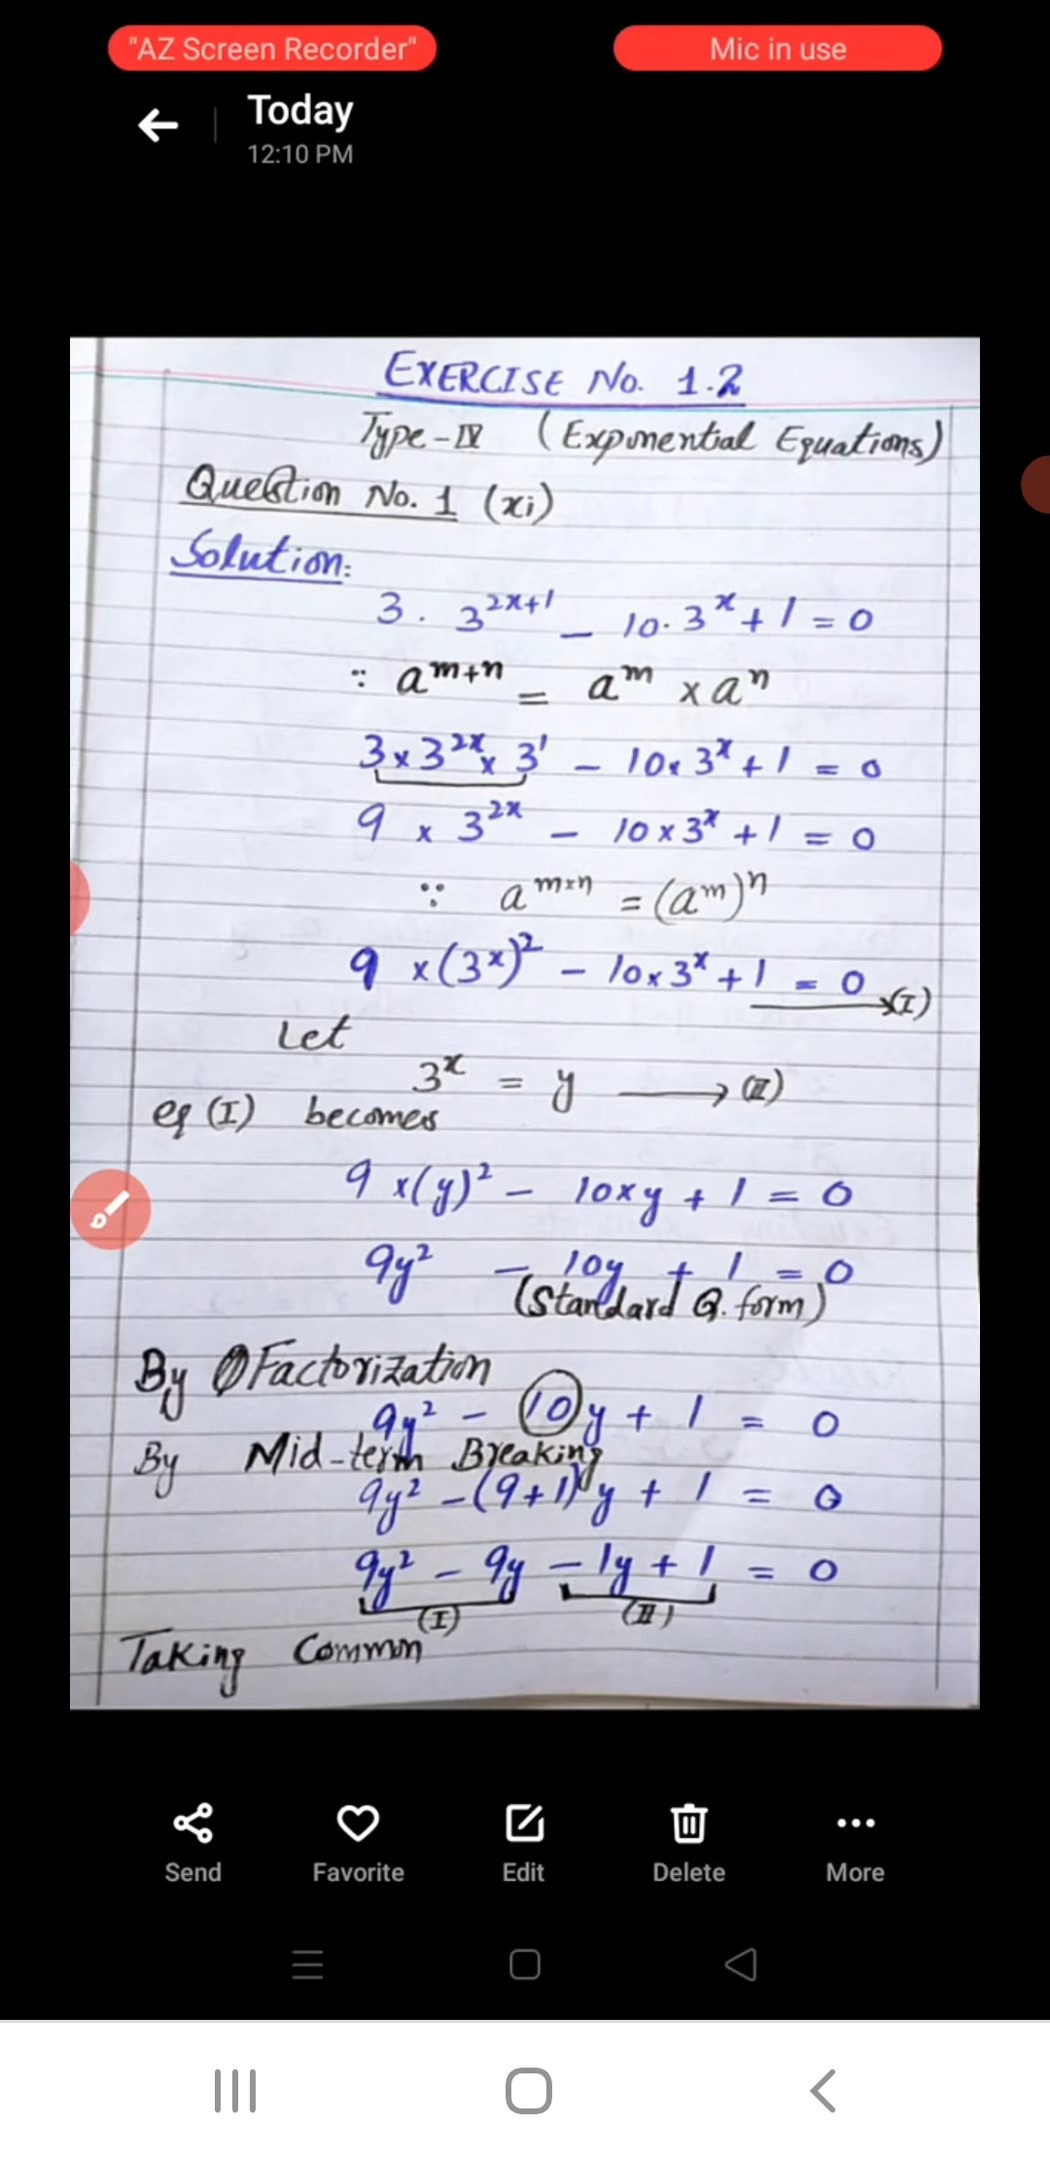 "AZ Screen Recorder" Mic in use
Today
12:10 PM
EXERCISE No. 1.2
Type-IV (Exponential Equations)
Question No. 1 (xi)
Solution:
3 . 3^{2x+1} - 10. 3^x + 1 = 0
∵ a^{m+n} = a^m × a^n
3 × 3^{2x} × 3^1 - 10 × 3^x + 1 = 0
9 × 3^{2x} - 10 × 3^x + 1 = 0
∵ a^{m×n} = (a^m)^n
9 × (3^x)^2 - 10 × 3^x + 1 = 0 → (I)
Let
3^x = y → (II)
eq (I) becomes
9 × (y)^2 - 10 × y + 1 = 0
9y^2 - 10y + 1 = 0
(Standard Q. form)
By Factorization
9y^2 - 10y + 1 = 0
By Mid-term Breaking
9y^2 - (9+1)y + 1 = 0
9y^2 - 9y - 1y + 1 = 0
(I) (II)
Taking Common
Send Favorite Edit Delete More